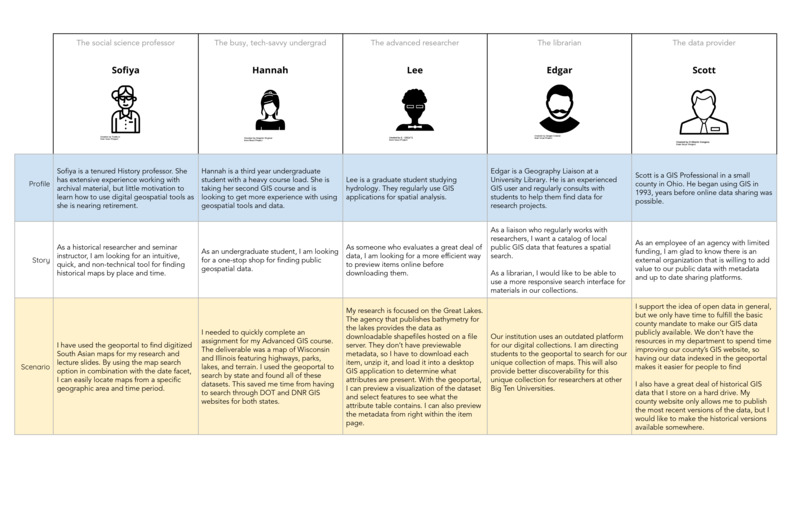 The social science professor
The busy, tech-savvy undergrad
The advanced researcher
The librarian
The data provider
Sofiya
Hannah
Lee
Edgar
Scott
Profile
Sofiya is a tenured History professor. She
has extensive experience working with
archival material, but little motivation to
learn how to use digital geospatial tools as
she is nearing retirement.
Hannah is a third year undergraduate
student with a heavy course load. She is
taking her second GIS course and is
looking to get more experience with using
geospatial tools and data.
Lee is a graduate student studying
hydrology. They regularly use GIS
applications for spatial analysis.
Edgar is a Geography Liaison at a
University Library. He is an experienced
GIS user and regularly consults with
students to help them find data for
research projects.
Scott is a GIS Professional in a small
county in Ohio. He began using GIS in
1993, years before online data sharing was
possible.
Story
As a historical researcher and seminar
instructor, I am looking for an intuitive,
quick, and non-technical tool for finding
historical maps by place and time.
As an undergraduate student, I am looking
for a one-stop shop for finding public
geospatial data.
As someone who evaluates a great deal of
data, I am looking for a more efficient way
to preview items online before
downloading them.
As a liaison who regularly works with
researchers, I want a catalog of local
public GIS data that features a spatial
search.
As a librarian, I would like to be able to
use a more responsive search interface for
materials in our collections.
As an employee of an agency with limited
funding, I am glad to know there is an
external organization that is willing to add
value to our public data with metadata
and up to date sharing platforms.
Scenario
I have used the geoportal to find digitized
South Asian maps for my research and
lecture slides. By using the map search
option in combination with the date facet,
I can easily locate maps from a specific
geographic area and time period.
I needed to quickly complete an
assignment for my Advanced GIS course.
The deliverable was a map of Wisconsin
and Illinois featuring highways, parks,
lakes, and terrain. I used the geoportal to
search by state and found all of these
datasets. This saved me time from having
to search through DOT and DNR GIS
websites for both states.
My research is focused on the Great Lakes.
The agency that publishes bathymetry for
the lakes provides the data as
downloadable shapefiles hosted on a file
server. They don't have previewable
metadata, so I have to download each
item, unzip it, and load it into a desktop
GIS application to determine what
attributes are present. With the geoportal,
I can preview a visualization of the dataset
and select features to see what the
attribute table contains. I can also preview
the metadata from right within the item
page.
Our institution uses an outdated platform
for our digital collections. I am directing
students to the geoportal to search for our
unique collection of maps. This will also
provide better discoverability for this
unique collection for researchers at other
Big Ten Universities.
I support the idea of open data in general,
but we only have time to fulfill the basic
county mandate to make our GIS data
publicly available. We don't have the
resources in my department to spend time
improving our county's GIS website, so
having our data indexed in the geoportal
makes it easier for people to find
I also have a great deal of historical GIS
data that I store on a hard drive. My
county website only allows me to publish
the most recent versions of the data, but I
would like to make the historical versions
available somewhere.